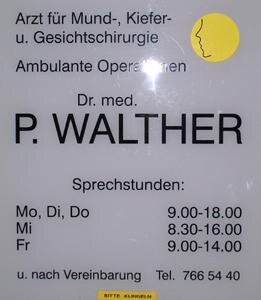 Arzt für Mund-, Kiefer-
u. Gesichtschirurgie
Ambulante Operationen
Dr. med.
P. WALTHER
Sprechstunden:
Mo, Di, Do 9.00-18.00
Mi 8.30-16.00
Fr 9.00-14.00
u. nach Vereinbarung Tel. 766 54 40
BITTE KLINGELN